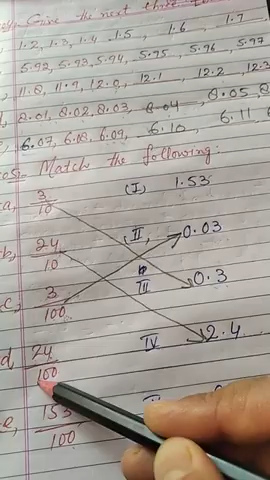 Give the next three
1.2, 1.3, 1.4 1.5, 1.6, 1.7
5.92, 5.93, 5.94, 5.95, 5.96, 5.97
11.8, 11.9, 12.0, 12.1, 12.2, 12.3
8.01, 8.02, 8.03, 8.04, 8.05,
6.07, 6.08, 6.09, 6.10, 6.11
Match the following:
a, 3/10 (I) 1.53
b, 24/10 II, 0.03
c, 3/100 III 0.3
d, 24/100 IV 2.4
e, 153/100